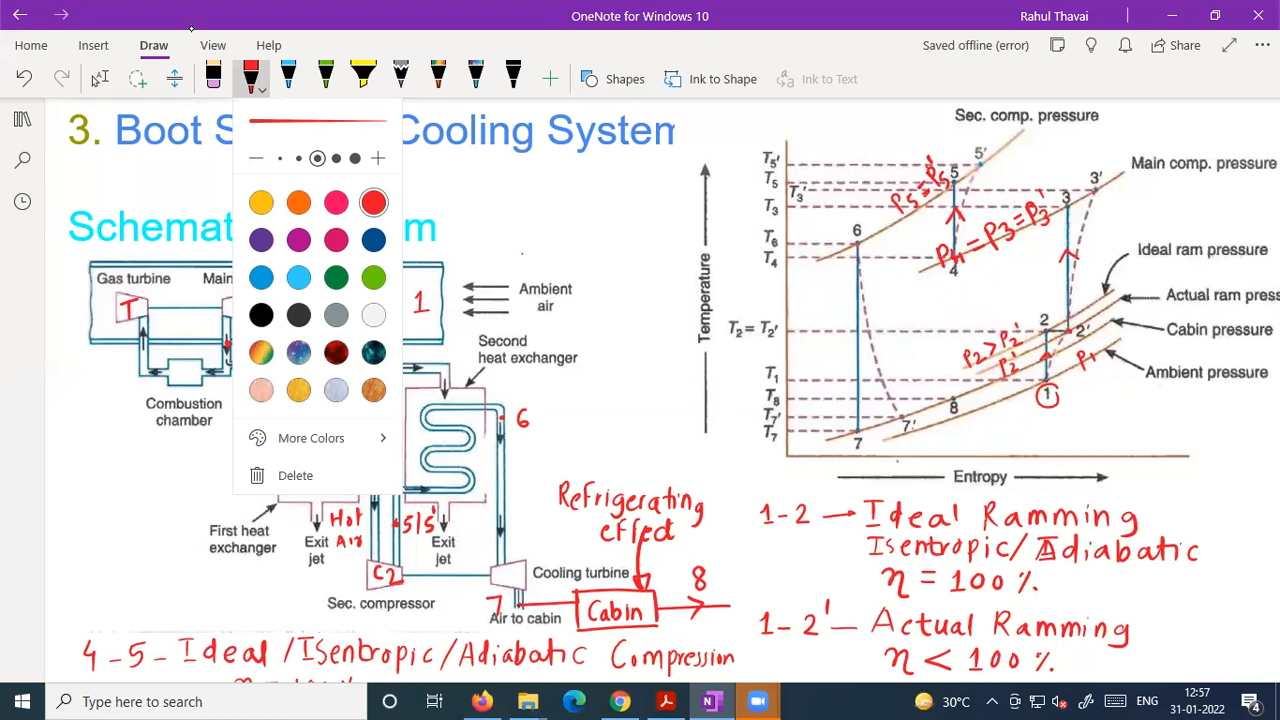 OneNote for Windows 10
Rahul Thavai
Home Insert Draw View Help
Saved offline (error)
Share
Shapes
Ink to Shape
Ink to Text
3. Boot S Cooling System
Schemat m
Gas turbine
Main
T
1
Ambient
air
Second
heat exchanger
Combustion
chamber
6
More Colors
Delete
First heat
exchanger
Hot
Air
Exit
jet
5/5'
Exit
jet
C2
Sec. compressor
Cooling turbine
7
Air to cabin
Refrigerating
effect
Cabin
8
4-5- Ideal /Isentropic/Adiabatic Compression
Sec. comp. pressure
Main comp. pressure
Ideal ram pressure
Actual ram press
Cabin pressure
Ambient pressure
Temperature
T5'
T5
T3'
T3
T6
T4
T2 = T2'
T1
T8
T7'
T7
5'
5
3'
3
6
4
2
2'
1
8
7'
7
P5 = P5'
P4 = P3 = P3'
P2 > P2'
P2'
P1
Entropy
1-2 → Ideal Ramming
Isentropic/Adiabatic
η = 100 %.
1-2' - Actual Ramming
η < 100 %.
Type here to search
30°C
ENG
12:57
31-01-2022
4